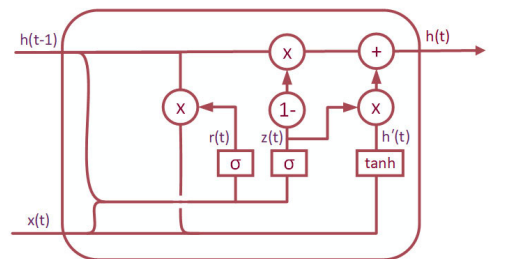 h(t-1)
h(t)
x
+
x
1-
x
r(t)
z(t)
h'(t)
σ
σ
tanh
x(t)